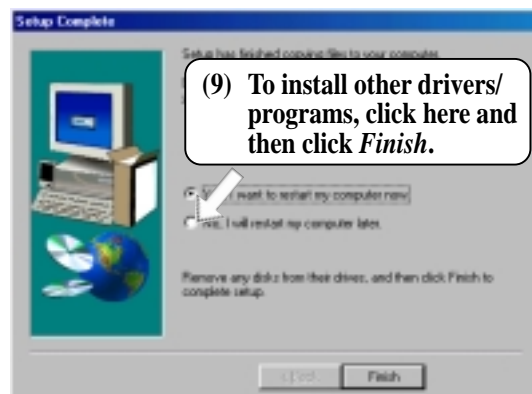 Setup Complete
Setup has finished copying files to your computer.
(9) To install other drivers/
programs, click here and
then click Finish.
I want to restart my computer now.
No, I will restart my computer later.
Remove any disks from their drives, and then click Finish to
complete setup.
Finish